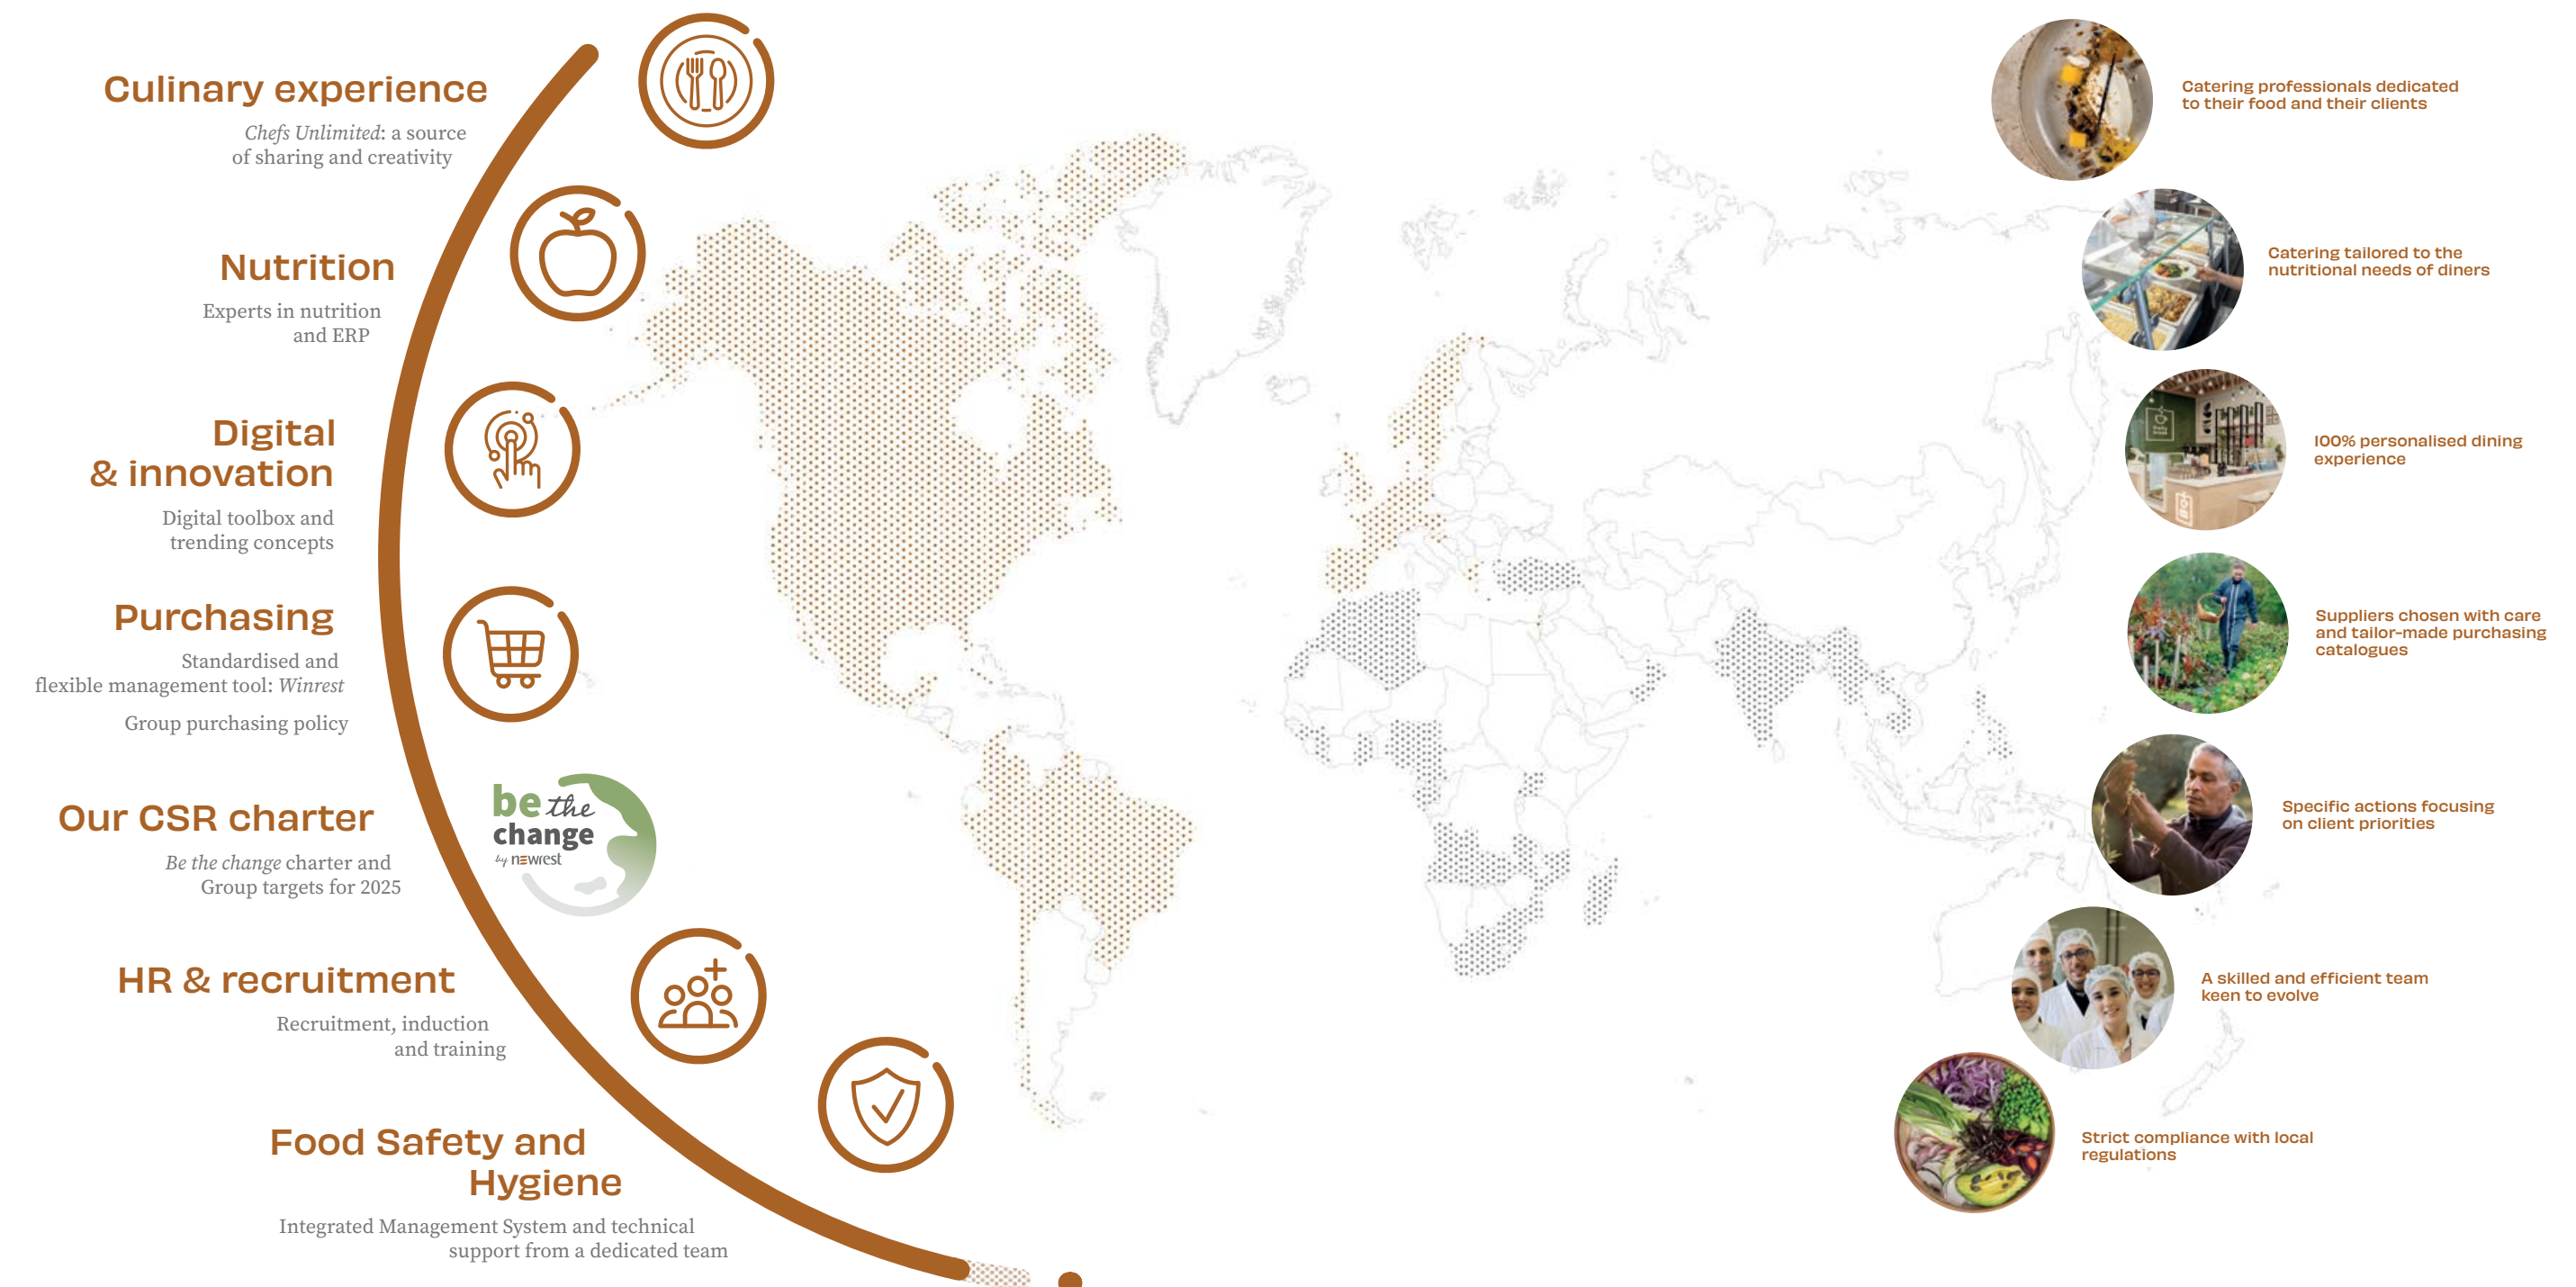 Culinary experience
Chefs Unlimited: a source
of sharing and creativity
Nutrition
Experts in nutrition
and ERP
Digital
& innovation
Digital toolbox and
trending concepts
Purchasing
Standardised and
flexible management tool: Winrest
Group purchasing policy
Our CSR charter
Be the change charter and
Group targets for 2025
be the
change
by newrest
HR & recruitment
Recruitment, induction
and training
Food Safety and
Hygiene
Integrated Management System and technical
support from a dedicated team
Catering professionals dedicated
to their food and their clients
Catering tailored to the
nutritional needs of diners
100% personalised dining
experience
Suppliers chosen with care
and tailor-made purchasing
catalogues
Specific actions focusing
on client priorities
A skilled and efficient team
keen to evolve
Strict compliance with local
regulations